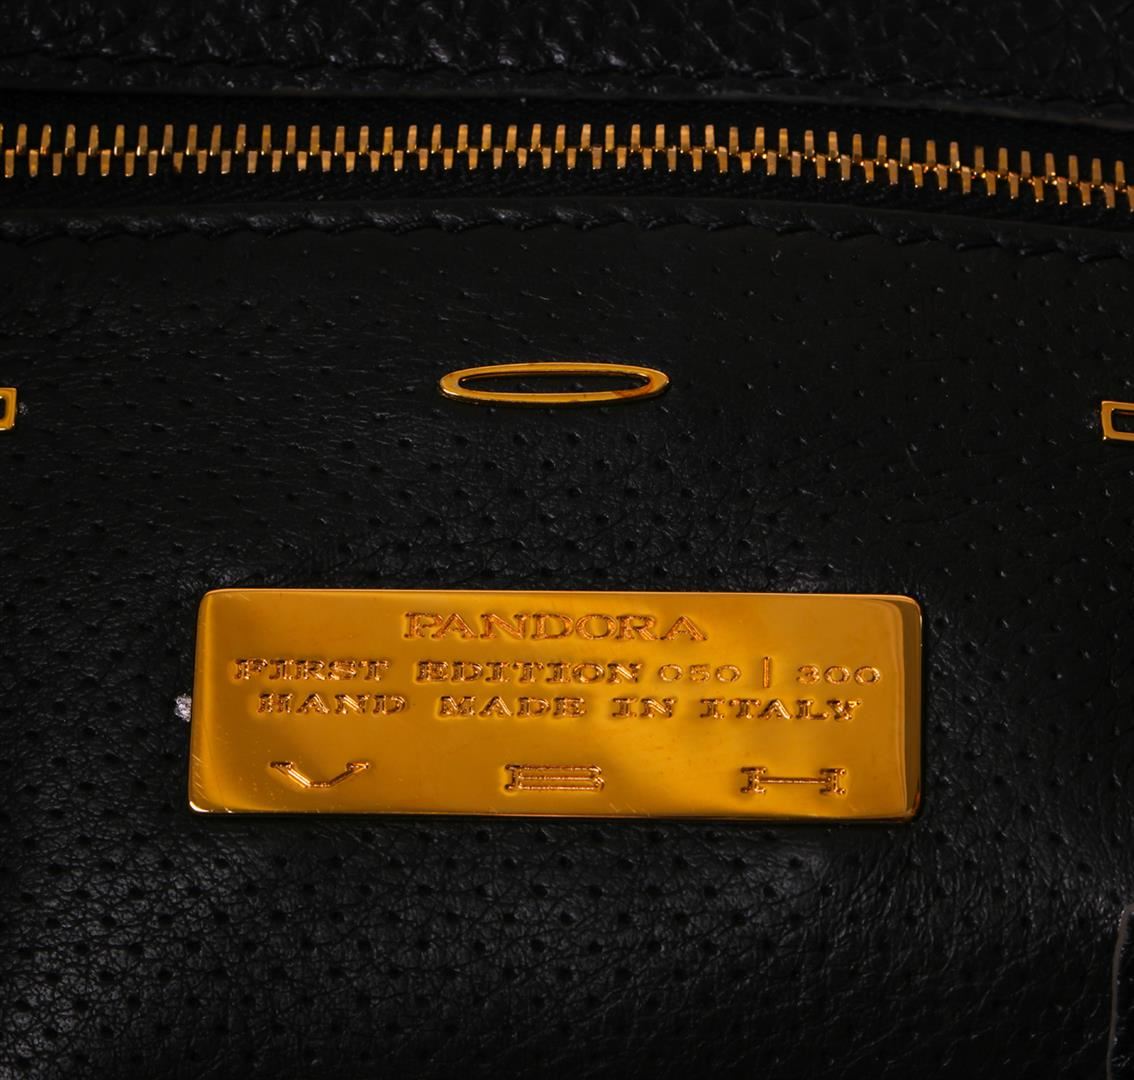 PANDORA
FIRST EDITION 050 | 300
HAND MADE IN ITALY
V B H